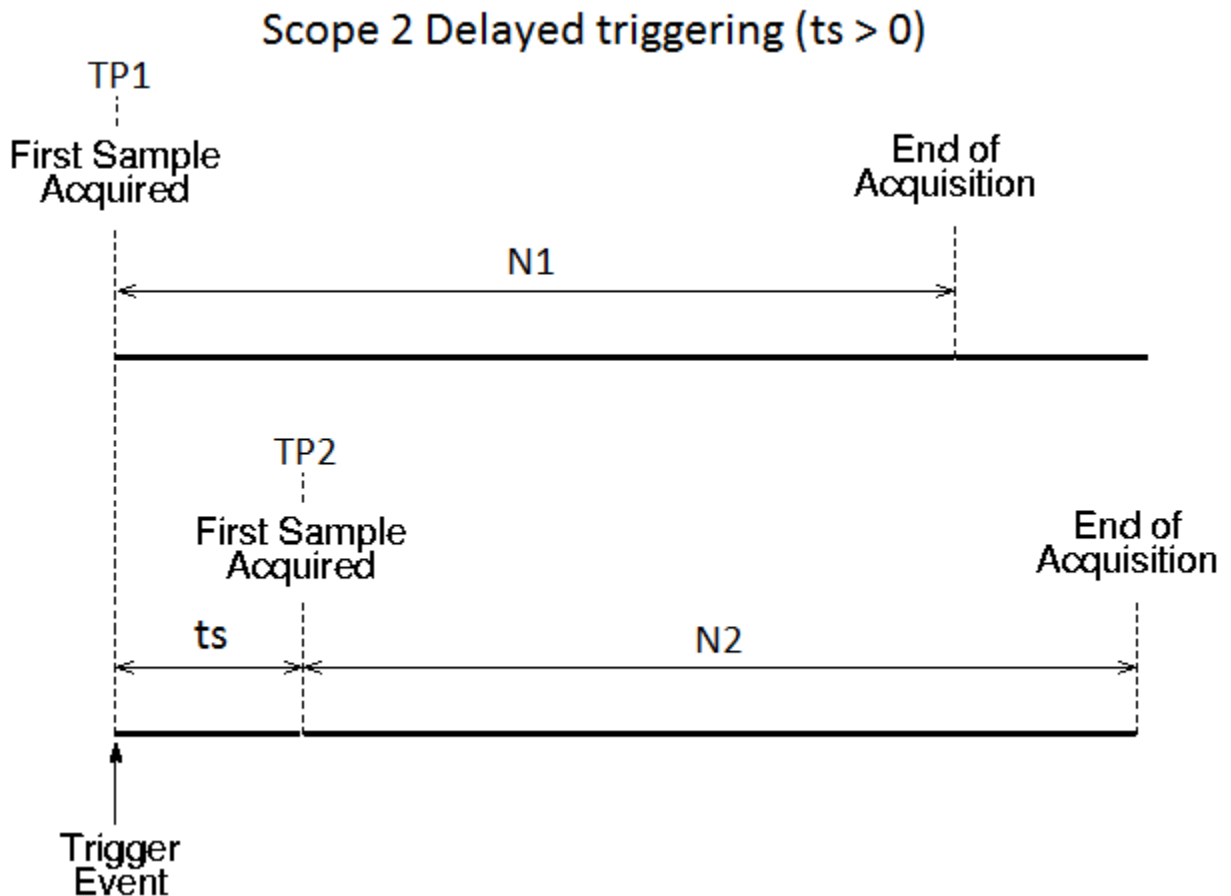 Scope 2 Delayed triggering (ts > 0)
TP1
First Sample
Acquired
End of
Acquisition
N1
TP2
First Sample
Acquired
End of
Acquisition
ts
N2
Trigger
Event